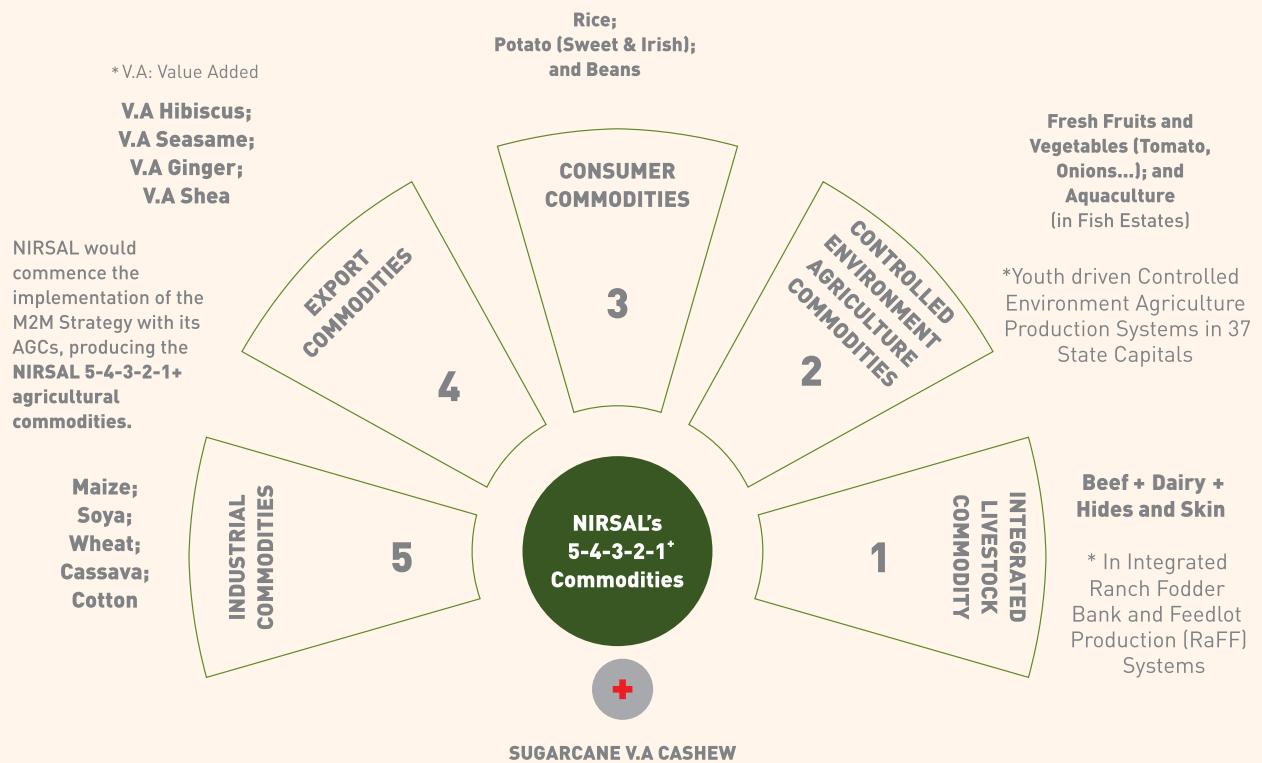 Rice;
Potato (Sweet & Irish);
and Beans
* V.A: Value Added
V.A Hibiscus;
V.A Seasame;
V.A Ginger;
V.A Shea
NIRSAL would
commence the
implementation of the
M2M Strategy with its
AGCs, producing the
NIRSAL 5-4-3-2-1+
agricultural
commodities.
Maize;
Soya;
Wheat;
Cassava;
Cotton
INDUSTRIAL
COMMODITIES
5
EXPORT
COMMODITIES
4
CONSUMER
COMMODITIES
3
CONTROLLED
ENVIRONMENT
AGRICULTURE
COMMODITIES
2
INTEGRATED
LIVESTOCK
COMMODITY
1
Fresh Fruits and
Vegetables (Tomato,
Onions...); and
Aquaculture
(in Fish Estates)
*Youth driven Controlled
Environment Agriculture
Production Systems in 37
State Capitals
Beef + Dairy +
Hides and Skin
* In Integrated
Ranch Fodder
Bank and Feedlot
Production (RaFF)
Systems
NIRSAL's
5-4-3-2-1+
Commodities
+
SUGARCANE V.A CASHEW